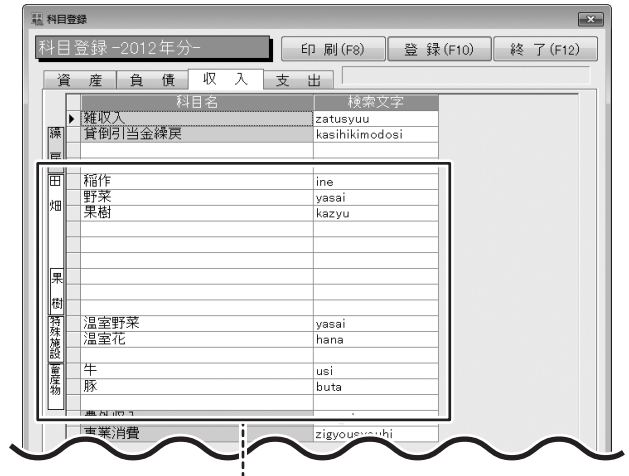 科目登録
科目登録 -2012年分-
印 刷(F8)
登 録(F10)
終 了(F12)
資 産
負 債
収 入
支 出
科目名 検索文字
雑収入 zatusyuu
貸倒引当金繰戻 kasihikimodosi
田 畑
稲作 ine
野菜 yasai
果樹 kazyu
果 樹
特殊施設
温室野菜 yasai
温室花 hana
畜産物
牛 usi
豚 buta
事業消費